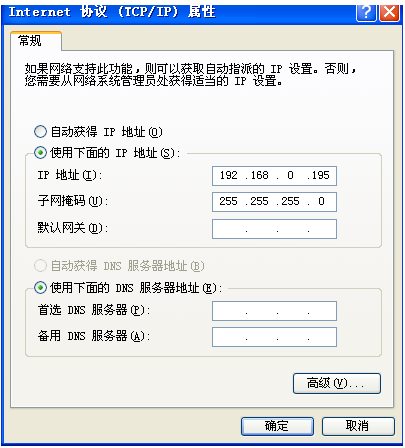 Internet 协议 (TCP/IP) 属性
常规
如果网络支持此功能，则可以获取自动指派的 IP 设置。否则，
您需要从网络系统管理员处获得适当的 IP 设置。
自动获得 IP 地址(O)
使用下面的 IP 地址(S):
IP 地址(I): 192 .168 . 0 .195
子网掩码(U): 255 .255 .255 . 0
默认网关(D): . . .
自动获得 DNS 服务器地址(B)
使用下面的 DNS 服务器地址(E):
首选 DNS 服务器(P): . . .
备用 DNS 服务器(A): . . .
高级(V)...
确定 取消